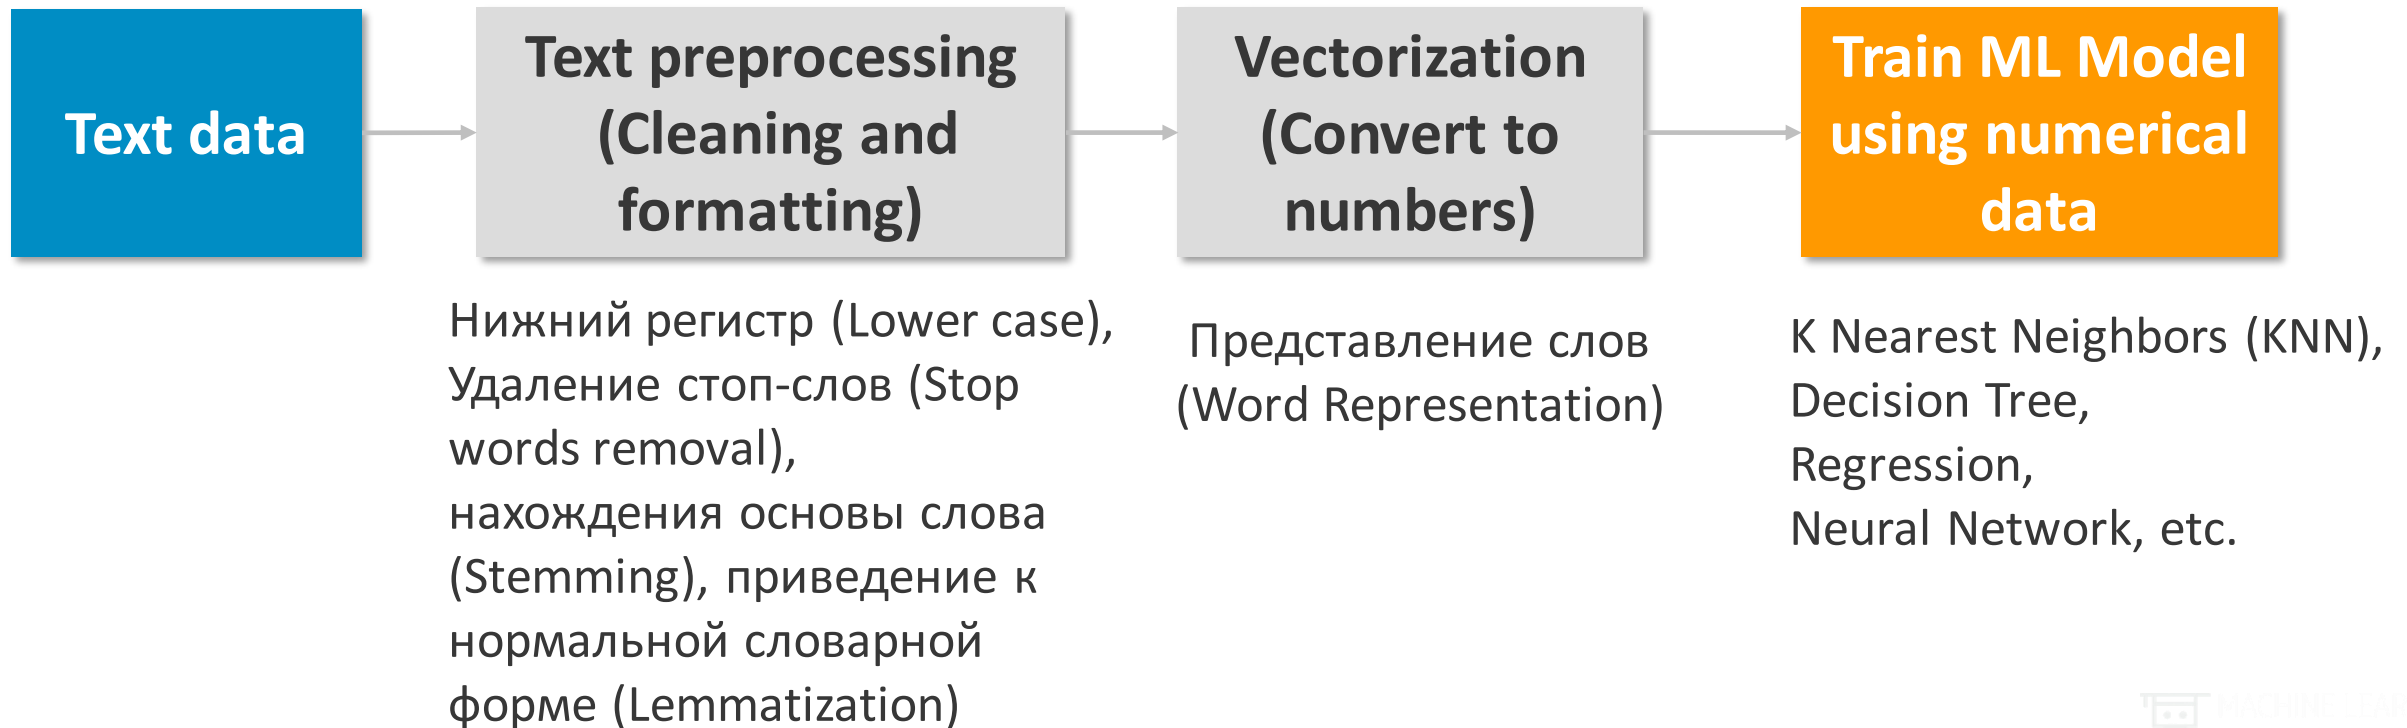 Text data
Text preprocessing
(Cleaning and
formatting)
Vectorization
(Convert to
numbers)
Train ML Model
using numerical
data
Нижний регистр (Lower case),
Удаление стоп-слов (Stop
words removal),
нахождения основы слова
(Stemming), приведение к
нормальной словарной
форме (Lemmatization)
Представление слов
(Word Representation)
K Nearest Neighbors (KNN),
Decision Tree,
Regression,
Neural Network, etc.